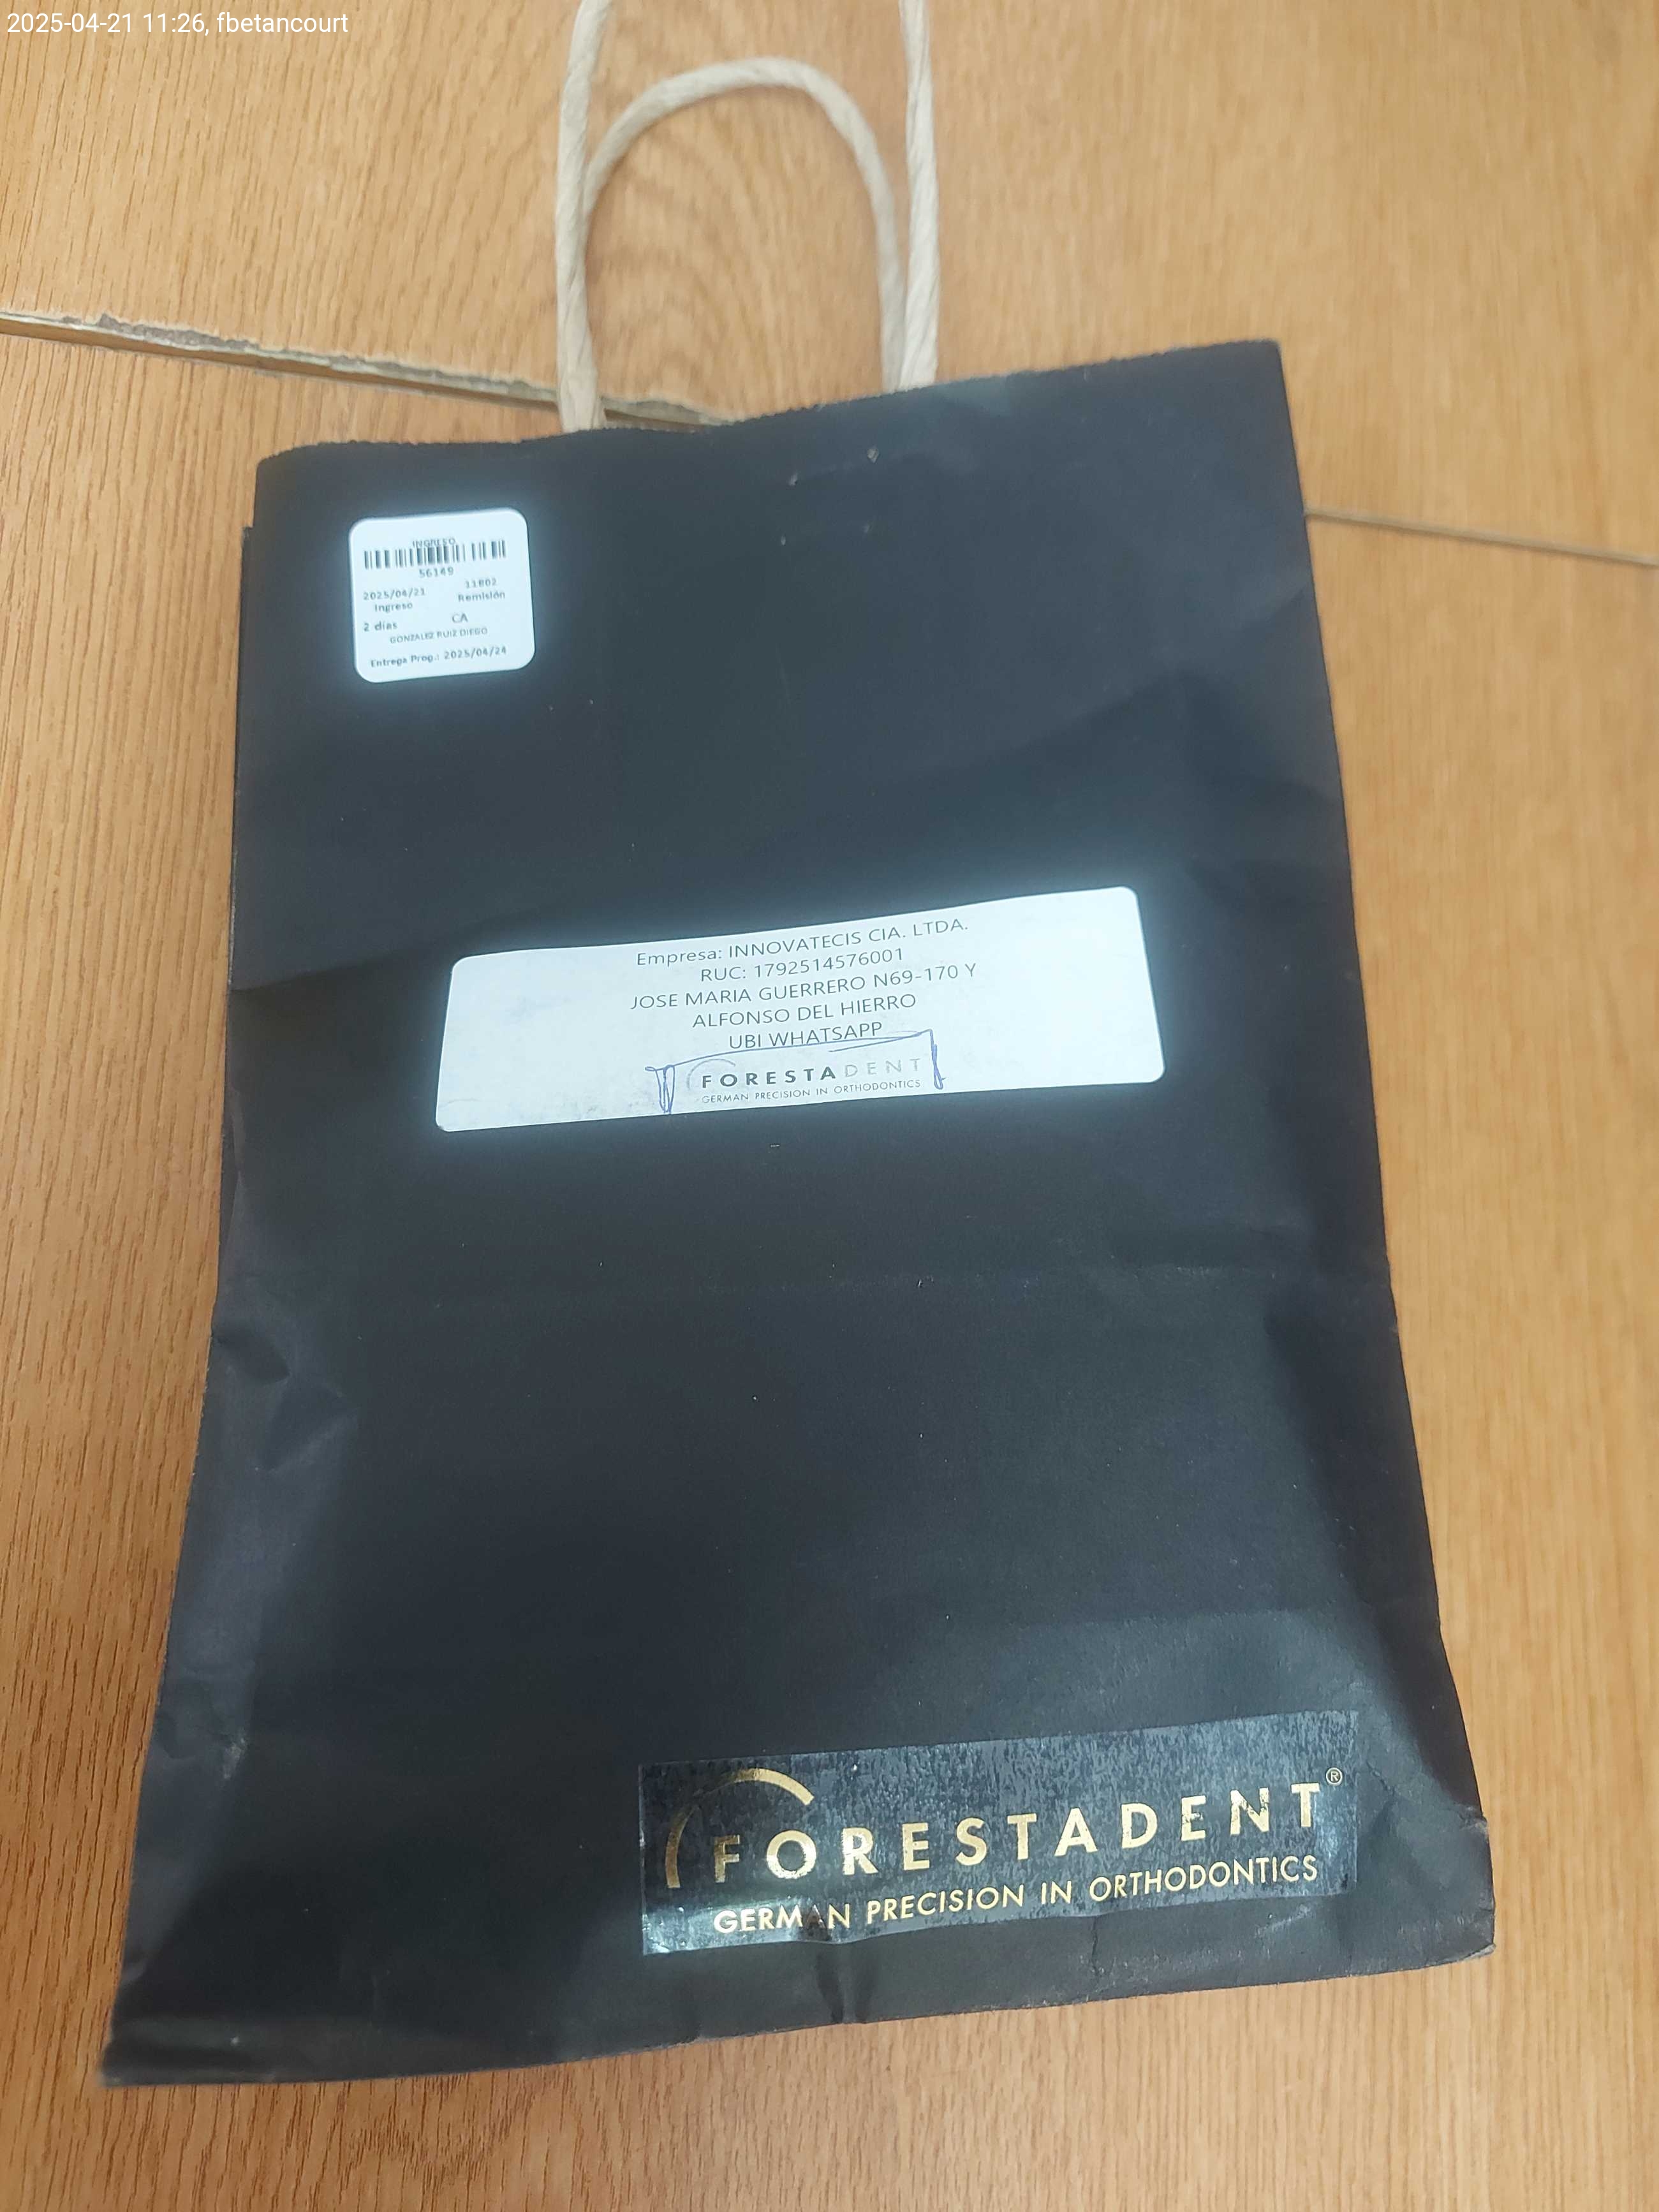 2025-04-21 11:26, fbetancourt
INGRESO
56149
2025/04/21 11802
Ingreso Remisión
2 días CA
GONZALEZ RUIZ DIEGO
Entrega Prog.: 2025/04/24
Empresa: INNOVATECIS CIA. LTDA.
RUC: 1792514576001
JOSE MARIA GUERRERO N69-170 Y
ALFONSO DEL HIERRO
UBI WHATSAPP
FORESTADENT
GERMAN PRECISION IN ORTHODONTICS
FORESTADENT®
GERMAN PRECISION IN ORTHODONTICS